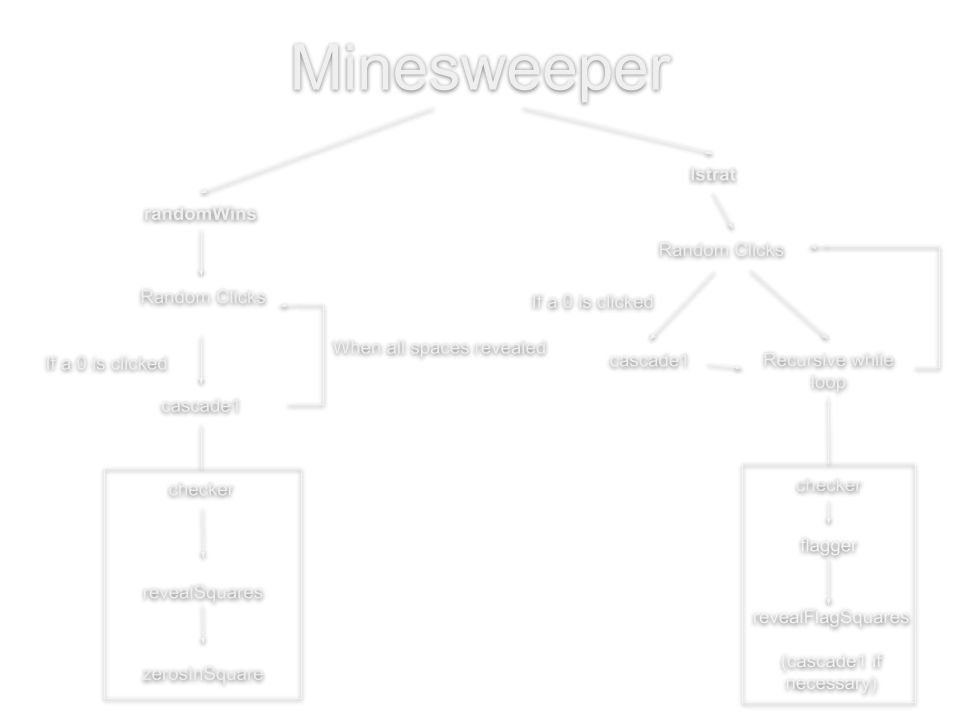 Minesweeper
randomWins
Random Clicks
If a 0 is clicked
When all spaces revealed
cascade1
checker
revealSquares
zerosInSquare
1strat
Random Clicks
If a 0 is clicked
cascade1
Recursive while
loop
checker
flagger
revealFlagSquares
(cascade1 if
necessary)